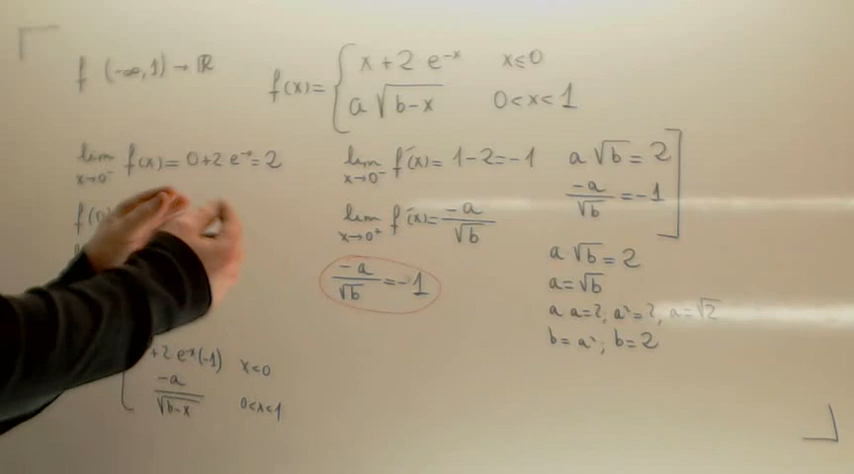 f (-∞,1) → ℝ
f(x)= { x + 2 e⁻ˣ x≤0
a √(b-x) 0<x<1
lim x→0⁻ f(x)= 0+2 e⁻⁰= 2
f(0)
lim x→0⁻ f'(x)= 1-2=-1
lim x→0⁺ f'(x)= -a/√b
-a/√b =-1
+2 e⁻ˣ(-1) x<0
-a/√(b-x) 0<x<1
a √b = 2
-a/√b =-1
a √b = 2
a=√b
a a=2, a²=2, a=√2
b= a²; b=2